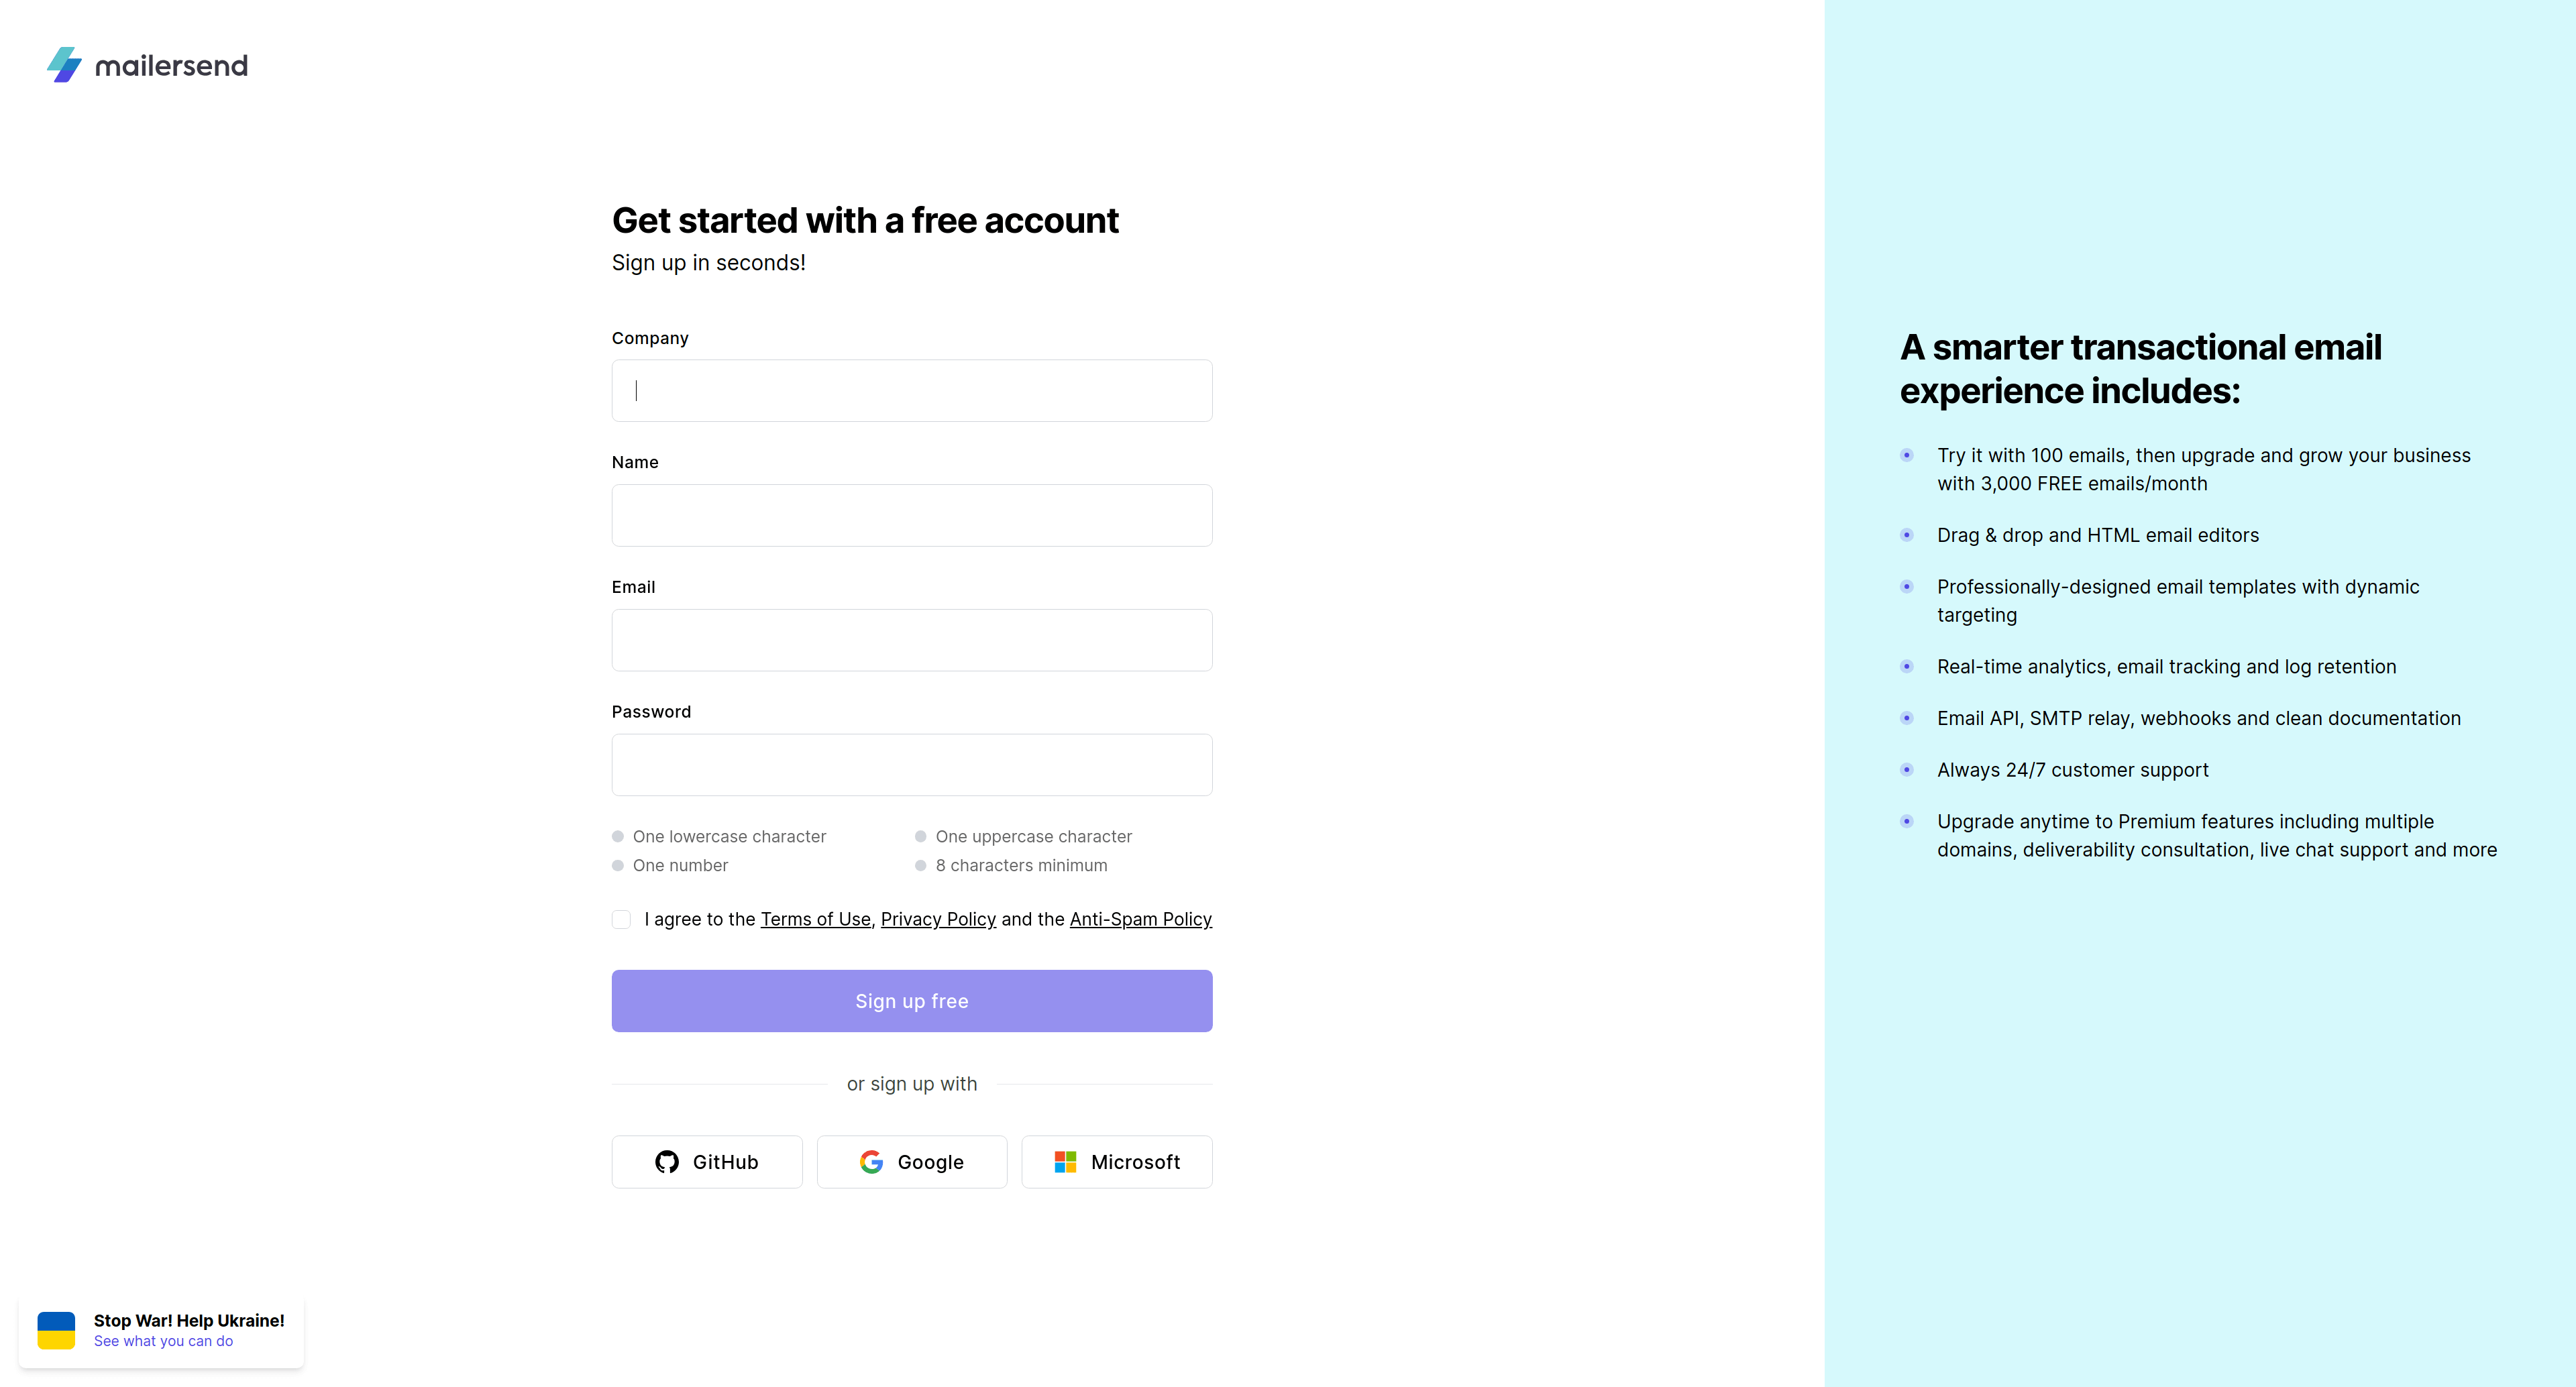 mailersend
Get started with a free account
Sign up in seconds!
Company
Name
Email
Password
One lowercase character
One uppercase character
One number
8 characters minimum
I agree to the Terms of Use, Privacy Policy and the Anti-Spam Policy
Sign up free
or sign up with
GitHub
Google
Microsoft
Stop War! Help Ukraine!
See what you can do
A smarter transactional email
experience includes:
Try it with 100 emails, then upgrade and grow your business
with 3,000 FREE emails/month
Drag & drop and HTML email editors
Professionally-designed email templates with dynamic
targeting
Real-time analytics, email tracking and log retention
Email API, SMTP relay, webhooks and clean documentation
Always 24/7 customer support
Upgrade anytime to Premium features including multiple
domains, deliverability consultation, live chat support and more